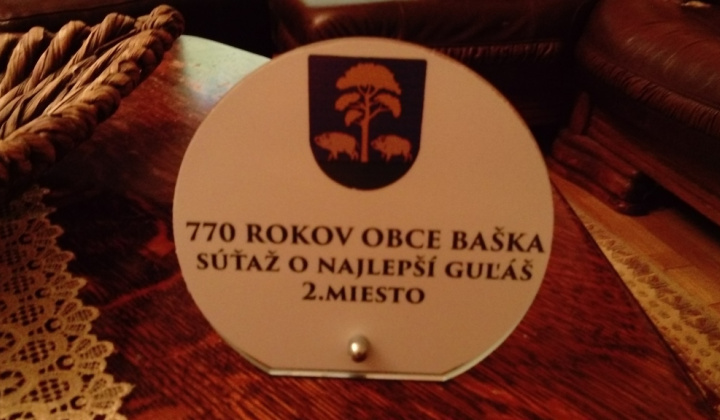 770 ROKOV OBCE BAŠKA
SÚŤAŽ O NAJLEPŠÍ GUĽÁŠ
2.MIESTO